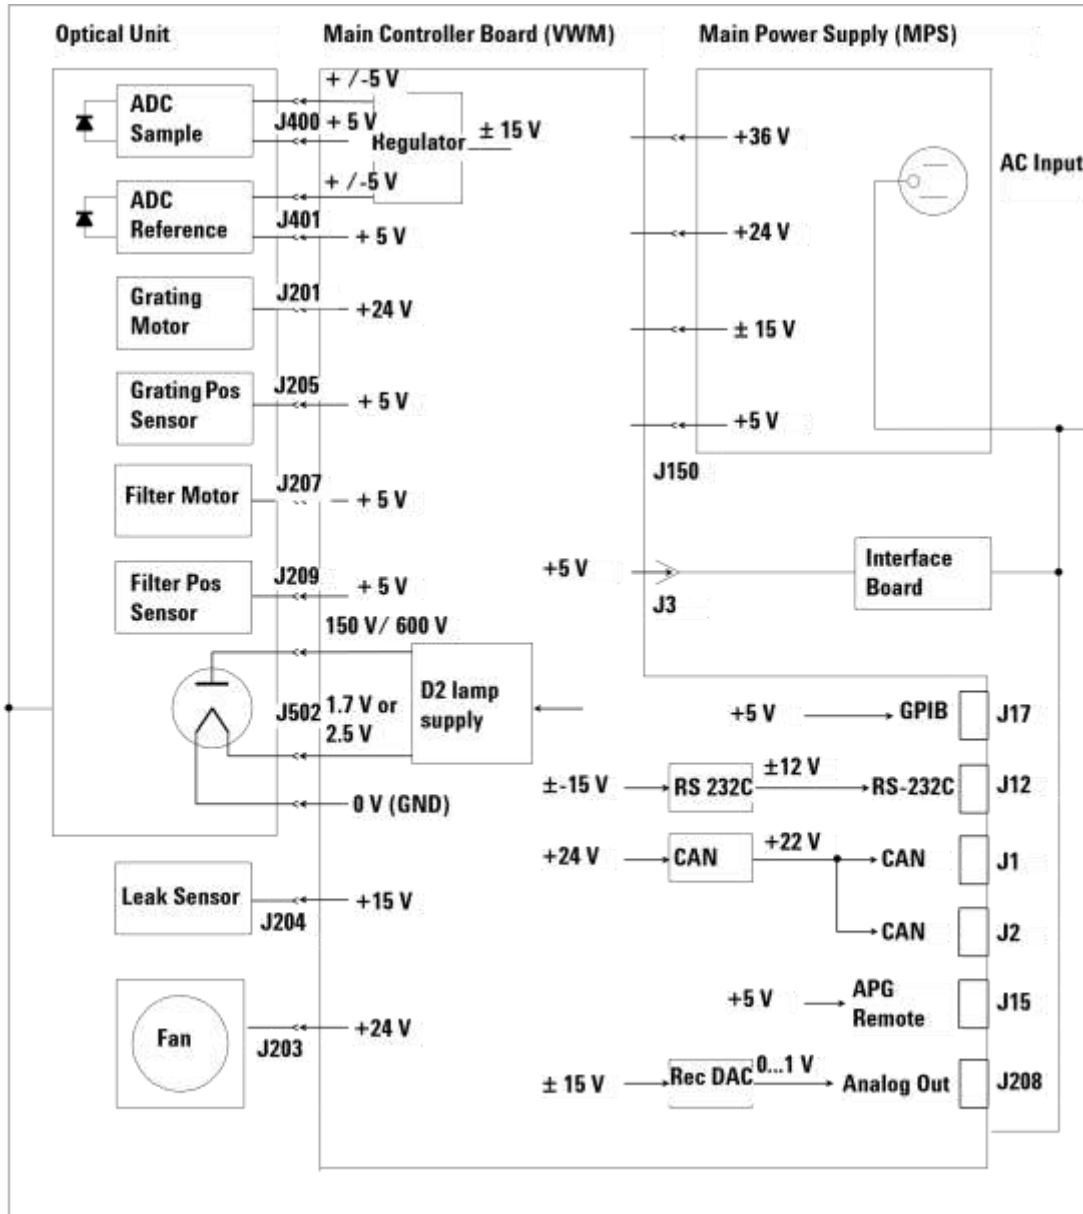 Optical Unit
Main Controller Board (VWM)
Main Power Supply (MPS)
ADC
Sample
J400
+ /-5 V
+ 5 V
Regulator
± 15 V
ADC
Reference
J401
+ /-5 V
+ 5 V
Grating
Motor
J201
+24 V
Grating Pos
Sensor
J205
+ 5 V
Filter Motor
J207
+ 5 V
Filter Pos
Sensor
J209
+ 5 V
150 V/ 600 V
J502
1.7 V or
2.5 V
D2 lamp
supply
0 V (GND)
Leak Sensor
J204
+15 V
Fan
J203
+24 V
+36 V
AC Input
+24 V
± 15 V
+5 V
J150
+5 V
J3
Interface
Board
+5 V
GPIB
J17
±-15 V
RS 232C
±12 V
RS-232C
J12
+24 V
CAN
+22 V
CAN
J1
CAN
J2
+5 V
APG
Remote
J15
± 15 V
Rec DAC
0...1 V
Analog Out
J208